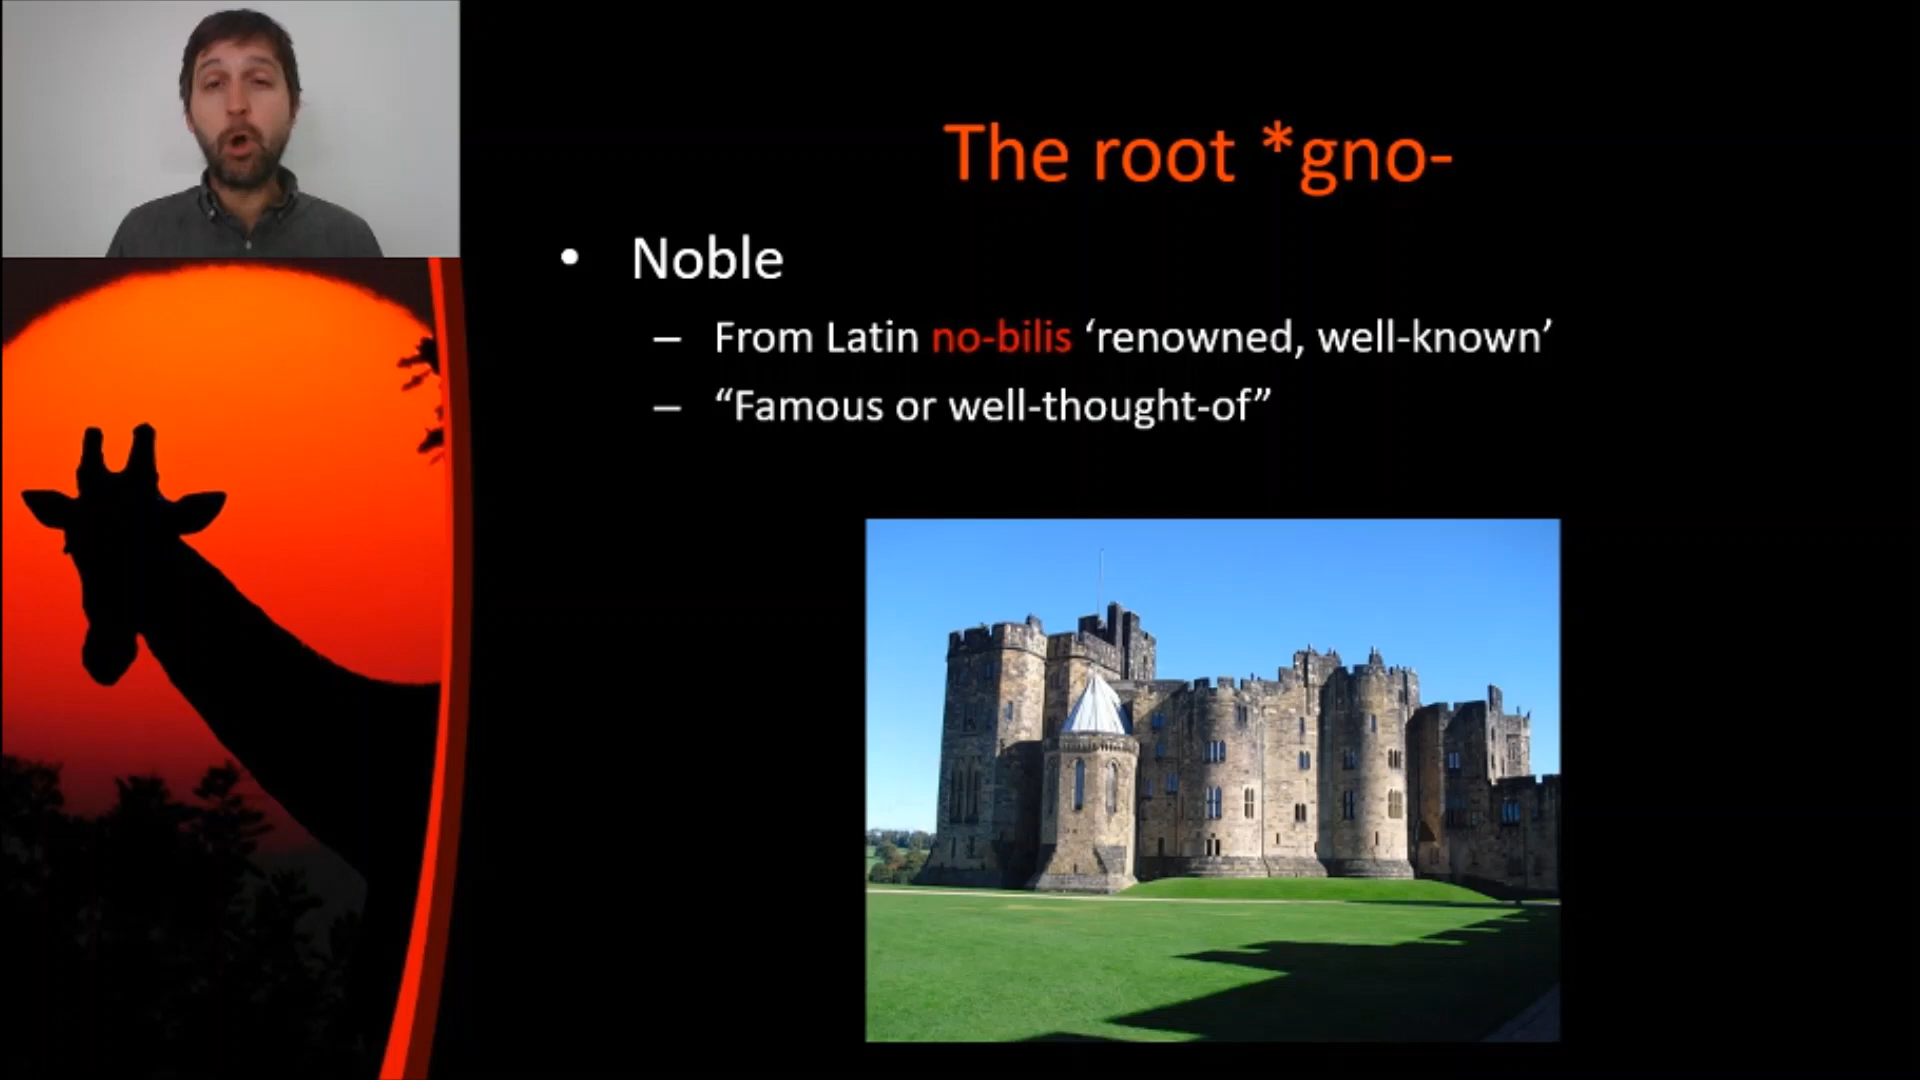 The root *gno-
• Noble
– From Latin no-bilis ‘renowned, well-known’
– “Famous or well-thought-of”